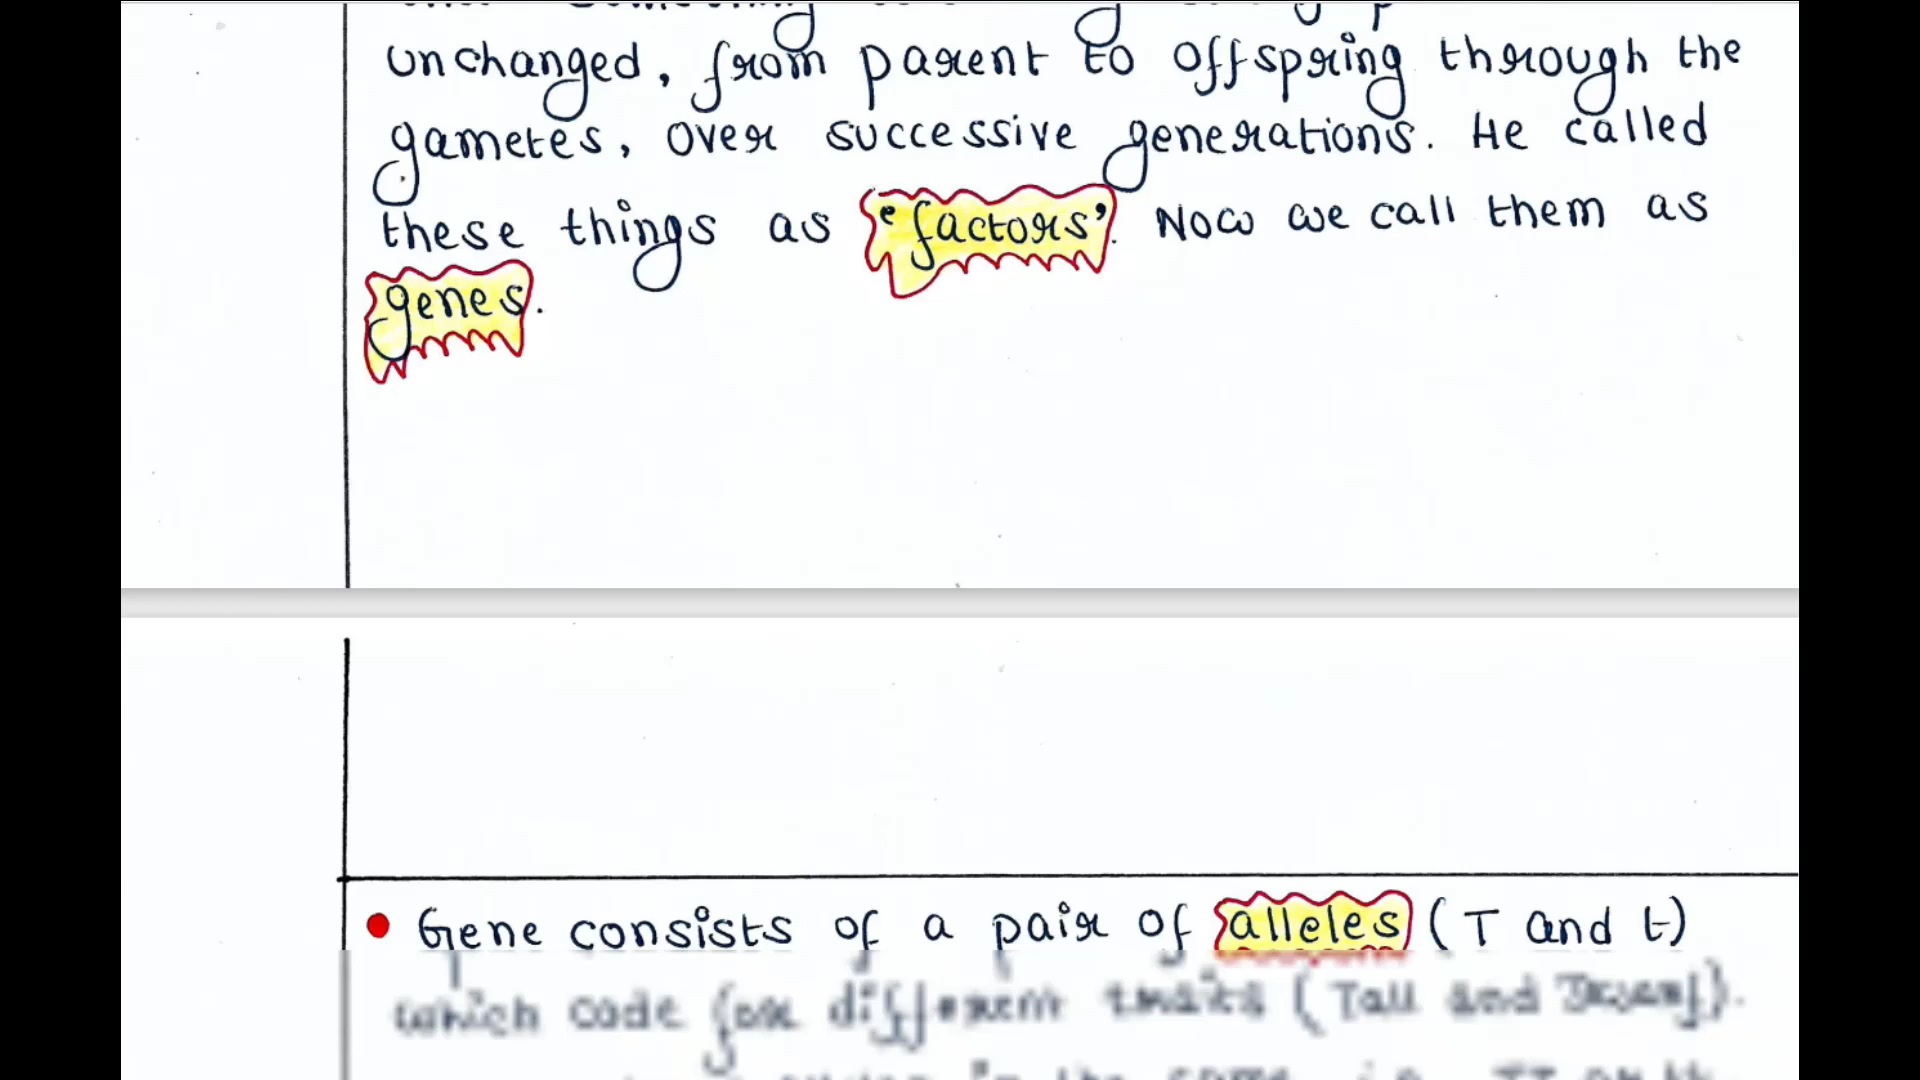 unchanged, from parent to offspring through the
gametes, over successive generations. He called
these things as 'factors'. Now we call them as
genes.
• Gene consists of a pair of alleles (T and t)
which code for different traits (Tall and Dwarf).